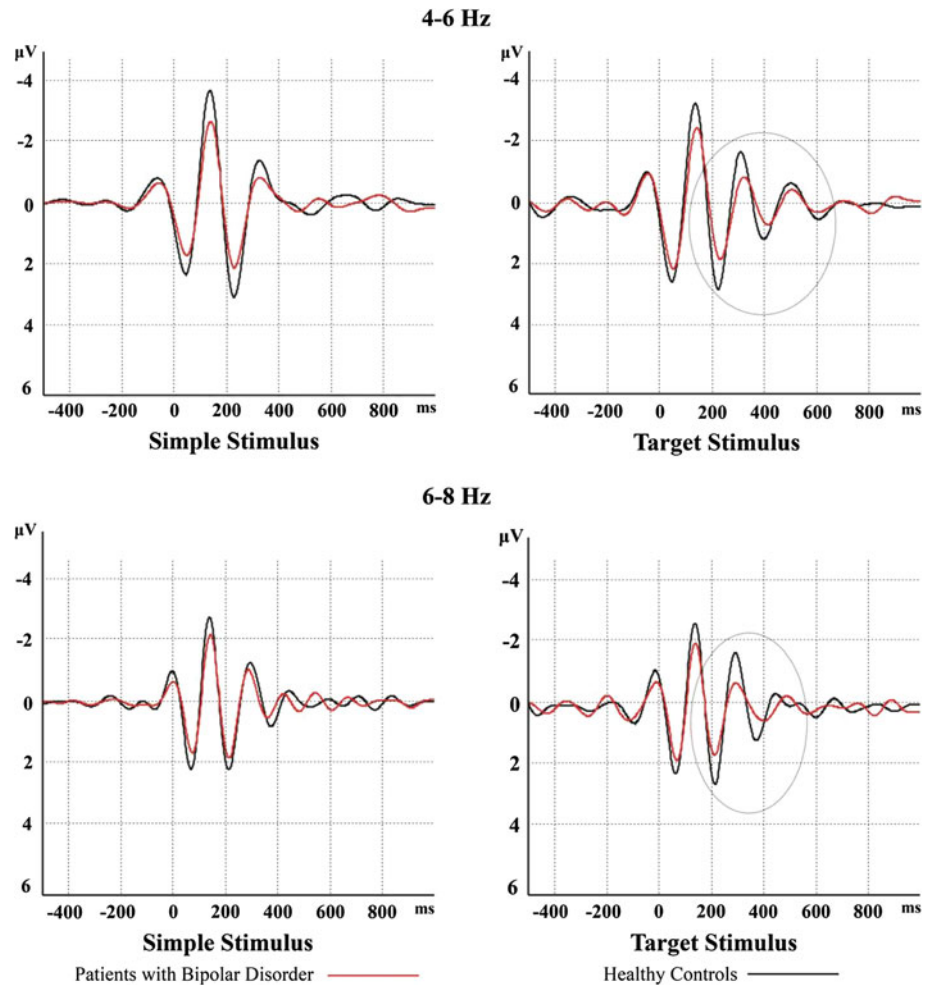 4-6 Hz
µV
-4
-2
0
2
4
6
-400 -200 0 200 400 600 800 ms
Simple Stimulus
µV
-4
-2
0
2
4
6
-400 -200 0 200 400 600 800 ms
Target Stimulus
6-8 Hz
µV
-4
-2
0
2
4
6
-400 -200 0 200 400 600 800 ms
Simple Stimulus
µV
-4
-2
0
2
4
6
-400 -200 0 200 400 600 800 ms
Target Stimulus
Patients with Bipolar Disorder
Healthy Controls